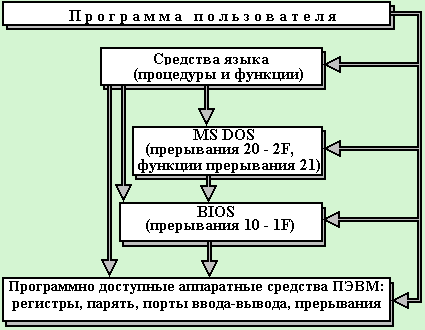 Программа пользователя
Средства языка
(процедуры и функции)
MS DOS
(прерывания 20 - 2F,
функции прерывания 21)
BIOS
(прерывания 10 - 1F)
Программно доступные аппаратные средства ПЭВМ:
регистры, парять, порты ввода-вывода, прерывания